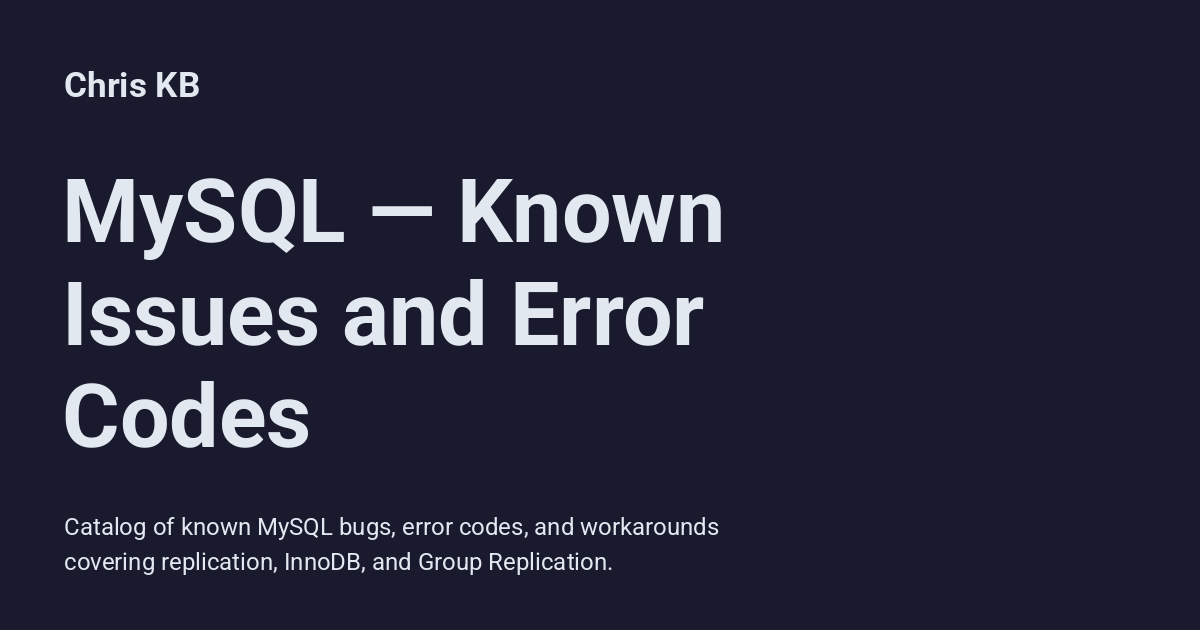 Chris KB
MySQL — Known
Issues and Error
Codes
Catalog of known MySQL bugs, error codes, and workarounds
covering replication, InnoDB, and Group Replication.